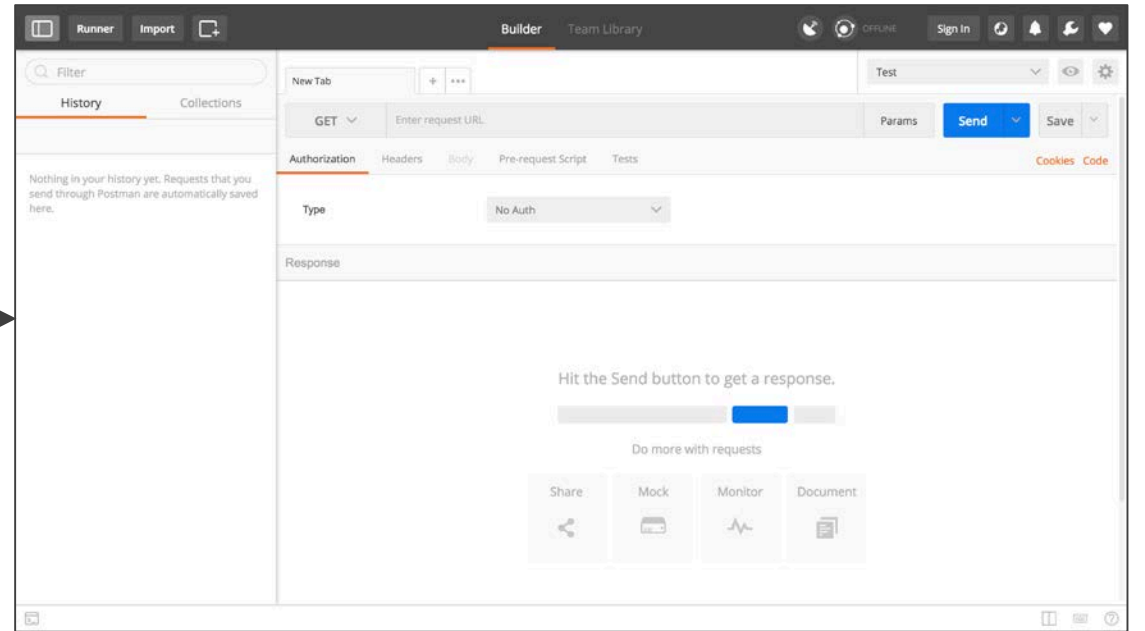 Runner Import Builder Team Library OFFLINE Sign In
Filter
History Collections
Nothing in your history yet. Requests that you
send through Postman are automatically saved
here.
New Tab + ••• Test
GET Enter request URL Params Send Save
Authorization Headers Body Pre-request Script Tests Cookies Code
Type No Auth
Response
Hit the Send button to get a response.
Do more with requests
Share Mock Monitor Document